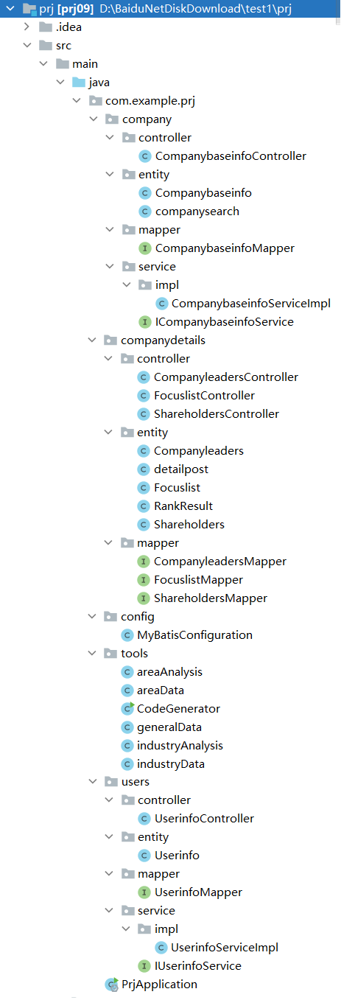 prj [prj09] D:\BaiduNetDiskDownload\test1\prj
.idea
src
main
java
com.example.prj
company
controller
CompanybaseinfoController
entity
Companybaseinfo
companysearch
mapper
CompanybaseinfoMapper
service
impl
CompanybaseinfoServiceImpl
ICompanybaseinfoService
companydetails
controller
CompanyleadersController
FocuslistController
ShareholdersController
entity
Companyleaders
detailpost
Focuslist
RankResult
Shareholders
mapper
CompanyleadersMapper
FocuslistMapper
ShareholdersMapper
config
MyBatisConfiguration
tools
areaAnalysis
areaData
CodeGenerator
generalData
industryAnalysis
industryData
users
controller
UserinfoController
entity
Userinfo
mapper
UserinfoMapper
service
impl
UserinfoServiceImpl
IUserinfoService
PrjApplication